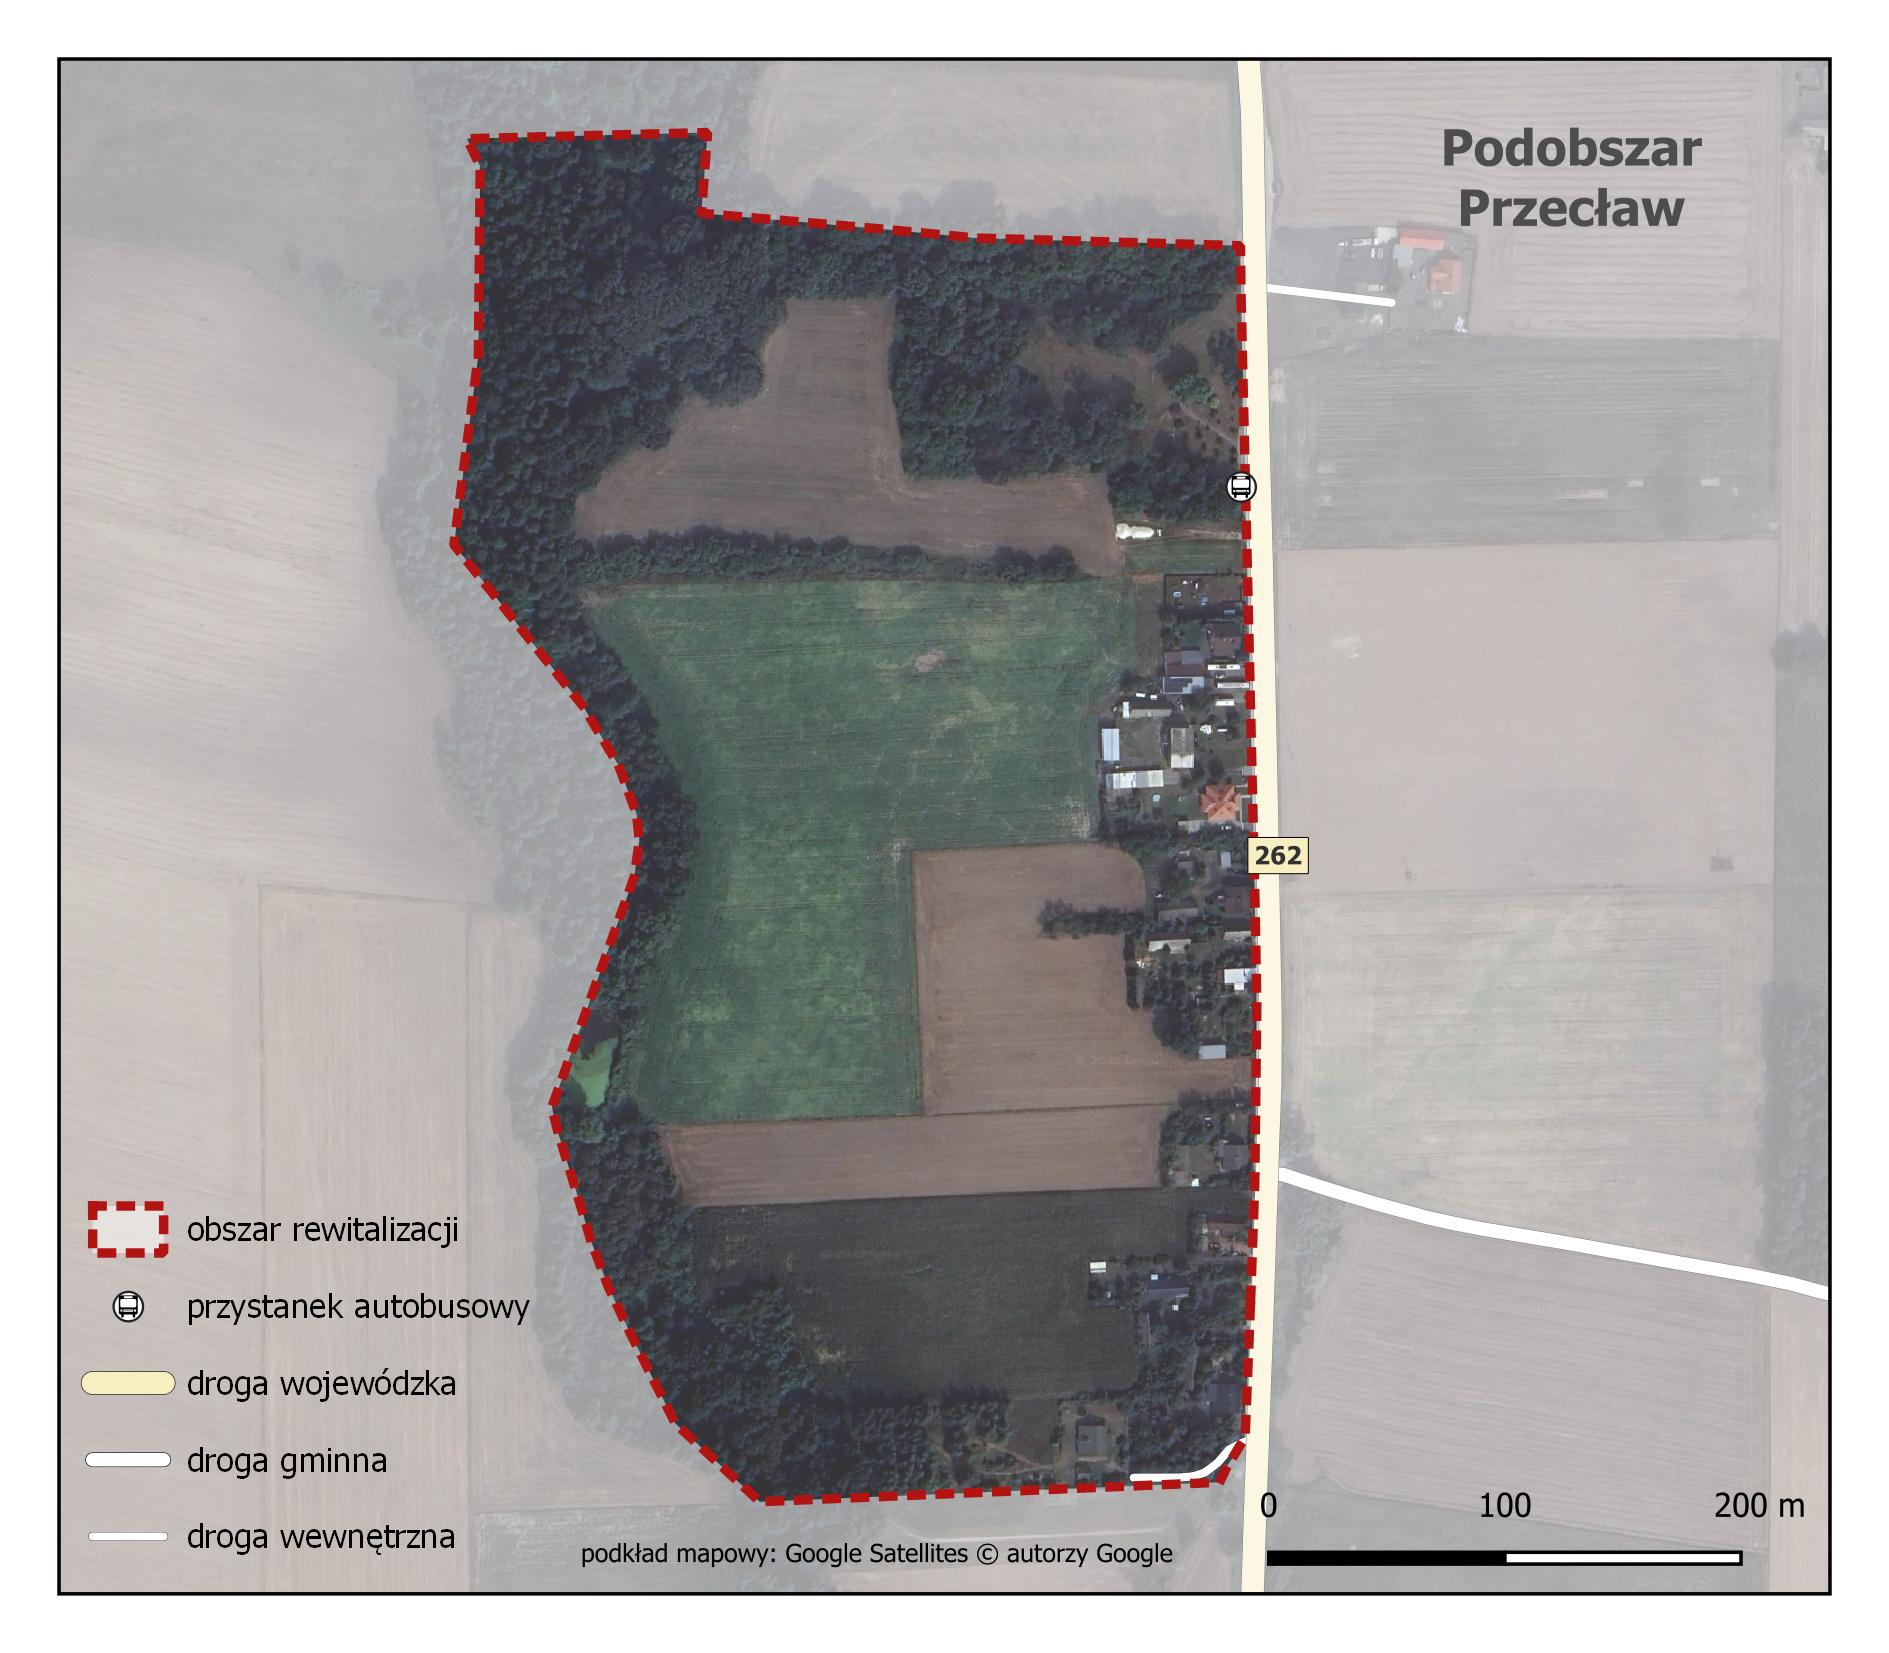 Podobszar
Przecław
262
obszar rewitalizacji
przystanek autobusowy
droga wojewódzka
droga gminna
droga wewnętrzna
0 100 200 m
podkład mapowy: Google Satellites © autorzy Google